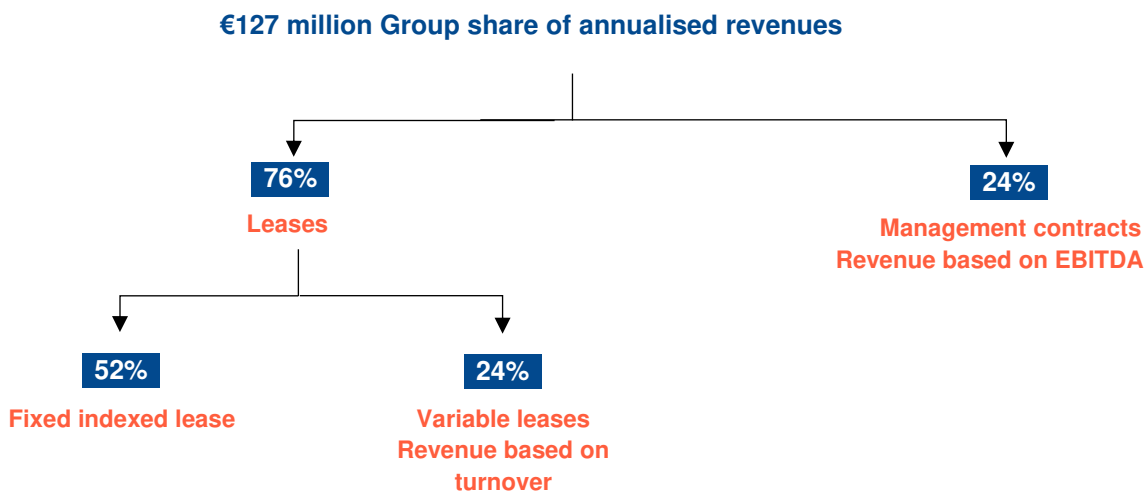 €127 million Group share of annualised revenues
76%
Leases
24%
Management contracts
Revenue based on EBITDA
52%
Fixed indexed lease
24%
Variable leases
Revenue based on
turnover